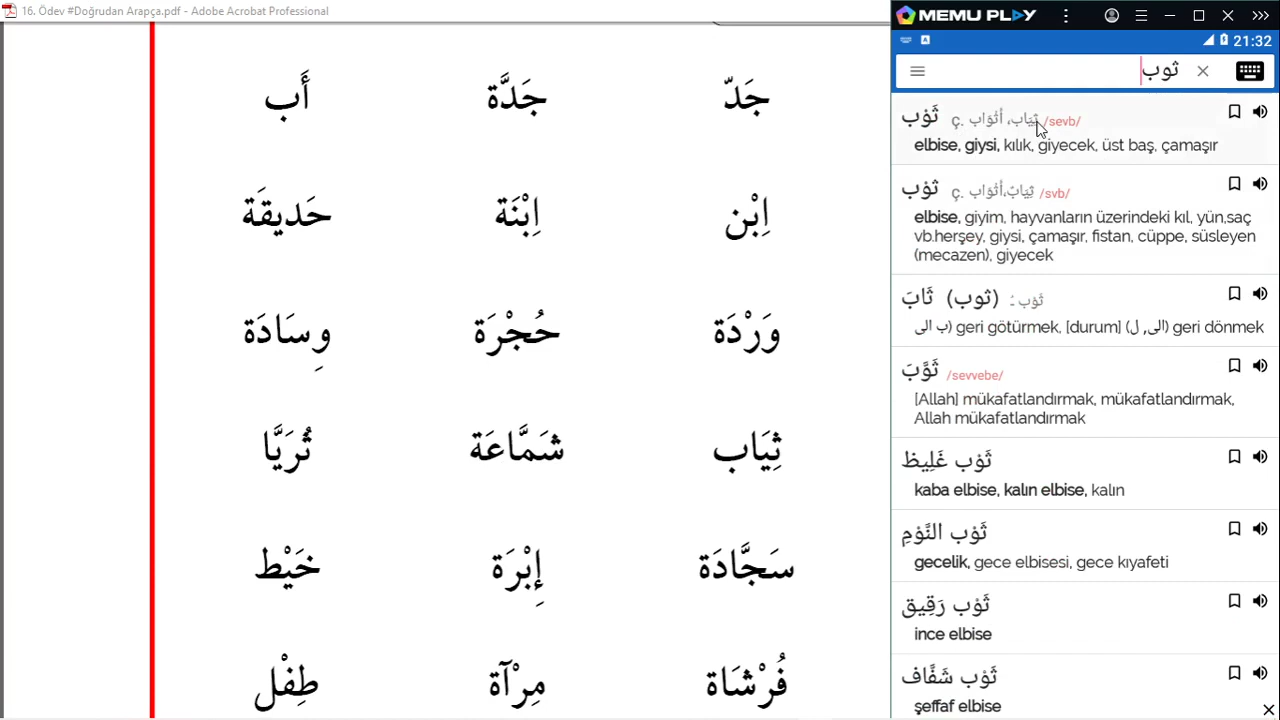 16. Ödev #Doğrudan Arapça.pdf - Adobe Acrobat Professional
جَدّ جَدَّة أَب
اِبْن اِبْنَة حَديقَة
وَرْدَة حُجْرَة وِسَادَة
ثِيَاب شَمَّاعَة ثُرَيَّا
سَجَّادَة إِبْرَة خَيْط
فُرْشَاة مِرْآة طِفْل
MEMU PLAY
21:32
ثوب
ثَوْب ç. ثِيَاب، أَثْوَاب /sevb/
elbise, giysi, kılık, giyecek, üst baş, çamaşır
ثوْب ç. ثِيَابٌ،أثْوَاب /svb/
elbise, giyim, hayvanların üzerindeki kıl, yün,saç
vb.herşey, giysi, çamaşır, fistan, cüppe, süsleyen
(mecazen), giyecek
ثَابَ (ثوب) ثَوْب ـُ
(ب الى) geri götürmek, [durum] (الى, ل) geri dönmek
ثَوَّبَ /sevvebe/
[Allah] mükafatlandırmak, mükafatlandırmak,
Allah mükafatlandırmak
ثَوْب غَلِيظ
kaba elbise, kalın elbise, kalın
ثَوْب النَّوْمِ
gecelik, gece elbisesi, gece kıyafeti
ثَوْب رَقِيق
ince elbise
ثَوْب شَفَّاف
şeffaf elbise